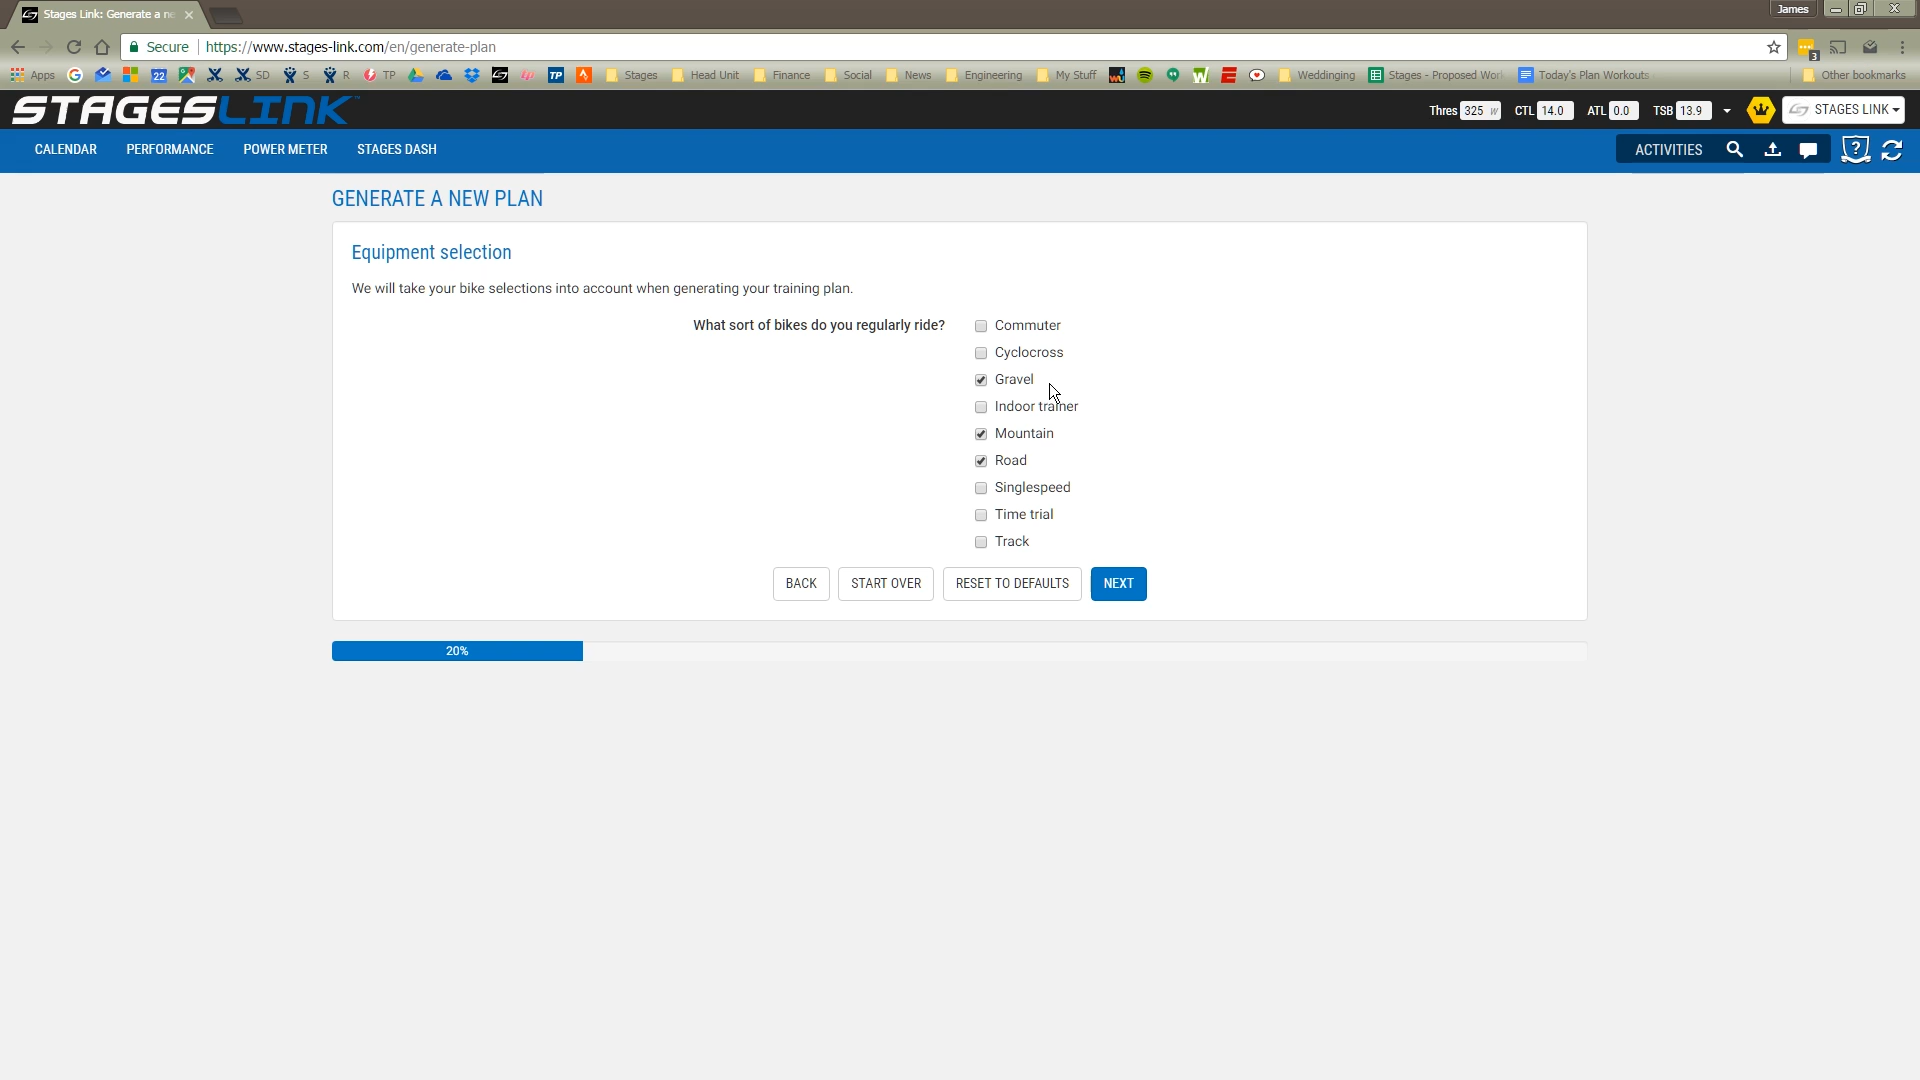 Stages Link: Generate a ne
James
Secure https://www.stages-link.com/en/generate-plan
Apps 22 SD S R TP TP Stages Head Unit Finance Social News Engineering My Stuff Weddinging Stages - Proposed Work Today's Plan Workouts Other bookmarks
3
STAGESLINK Thres 325 w CTL 14.0 ATL 0.0 TSB 13.9 STAGES LINK
CALENDAR PERFORMANCE POWER METER STAGES DASH ACTIVITIES ?
GENERATE A NEW PLAN
Equipment selection
We will take your bike selections into account when generating your training plan.
What sort of bikes do you regularly ride? Commuter
Cyclocross
Gravel
Indoor trainer
Mountain
Road
Singlespeed
Time trial
Track
BACK START OVER RESET TO DEFAULTS NEXT
20%